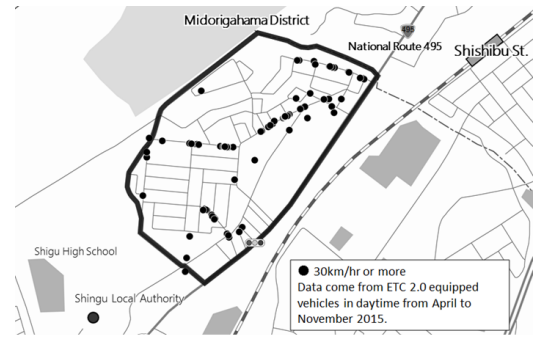 Midorigahama District
495
National Route 495
Shishibu St.
Shigu High School
Shingu Local Authority
30km/hr or more
Data come from ETC 2.0 equipped
vehicles in daytime from April to
November 2015.